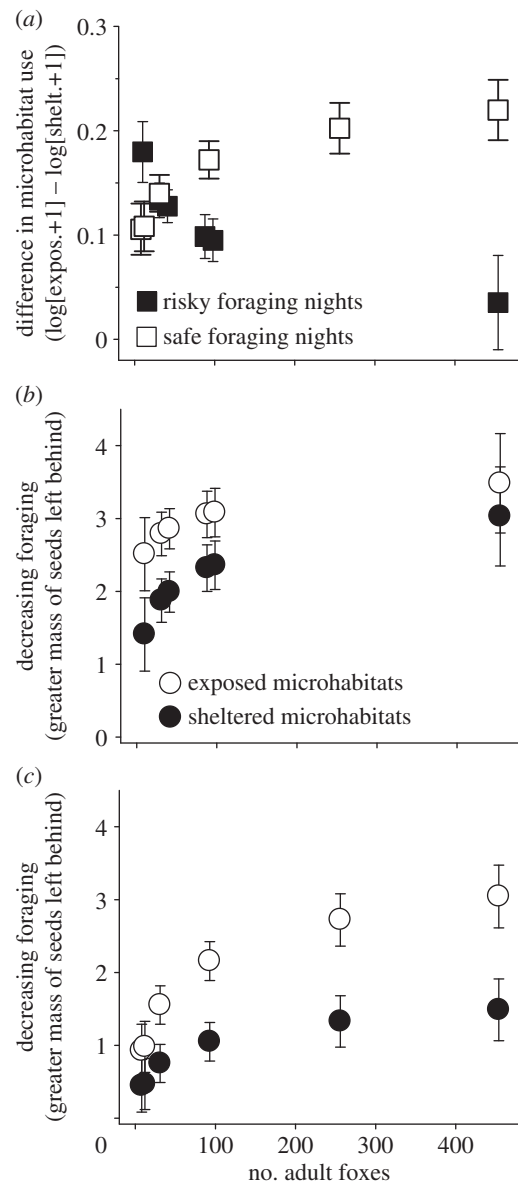 (a)
0.3
0.2
0.1
0
difference in microhabitat use
(log[expos.+1] – log[shelt.+1])
risky foraging nights
safe foraging nights
(b)
4
3
2
1
0
decreasing foraging
(greater mass of seeds left behind)
exposed microhabitats
sheltered microhabitats
(c)
4
3
2
1
decreasing foraging
(greater mass of seeds left behind)
0 100 200 300 400
no. adult foxes